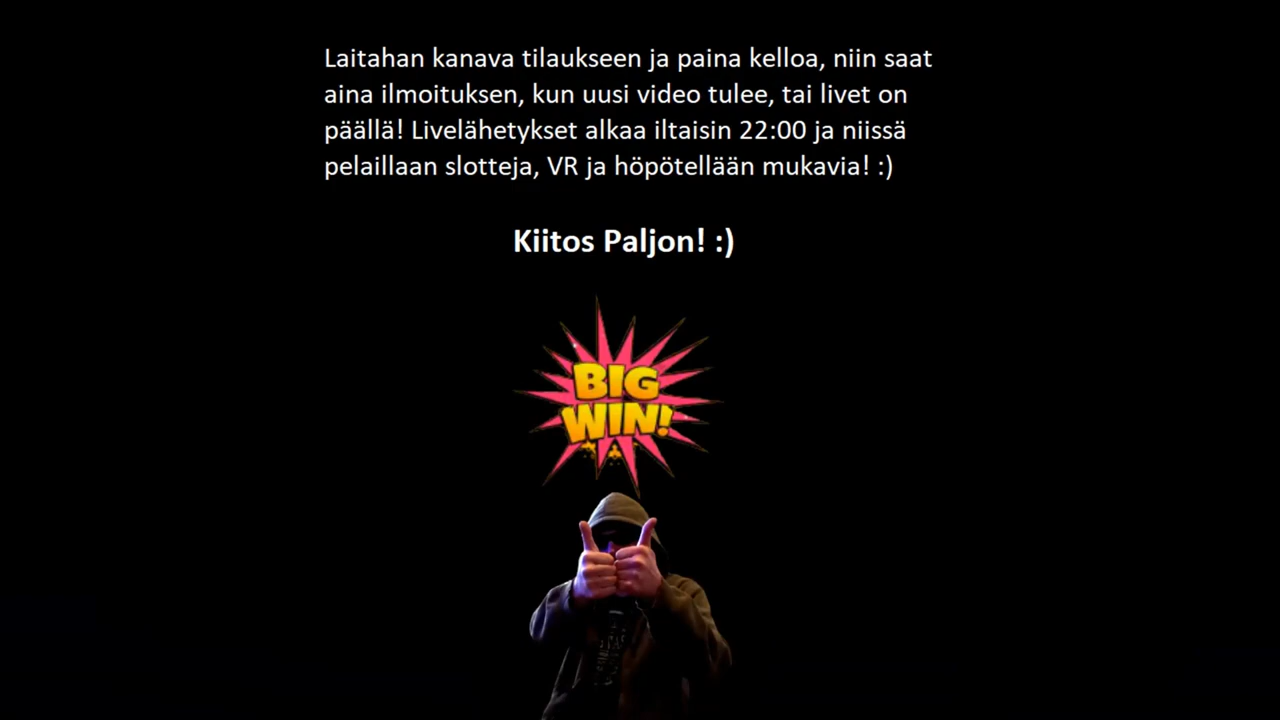 Laitahan kanava tilaukseen ja paina kelloa, niin saat
aina ilmoituksen, kun uusi video tulee, tai livet on
päällä! Livelähetykset alkaa iltaisin 22:00 ja niissä
pelaillaan slotteja, VR ja höpötellään mukavia! :)
Kiitos Paljon! :)
BIG
WIN!